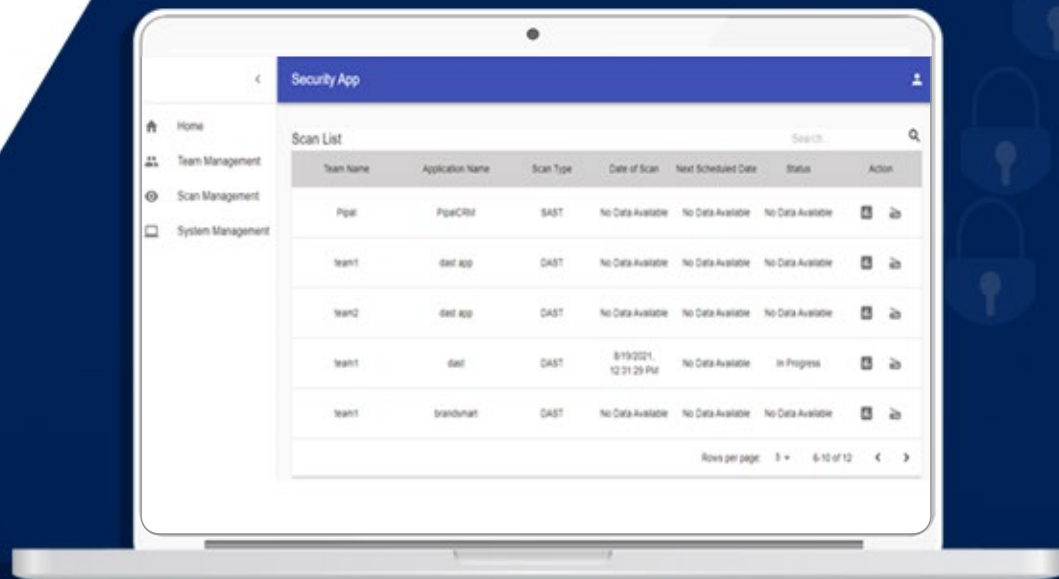 Security App
Home
Team Management
Scan Management
System Management
Scan List
Search...
Team Name Application Name Scan Type Date of Scan Next Scheduled Date Status Action
Pipal PipalCRM SAST No Data Available No Data Available No Data Available
team1 dast app DAST No Data Available No Data Available No Data Available
team2 dast app DAST No Data Available No Data Available No Data Available
team1 dast DAST 8/19/2021, 12:31:29 PM No Data Available In Progress
team1 brandsmart DAST No Data Available No Data Available No Data Available
Rows per page: 5 6-10 of 12